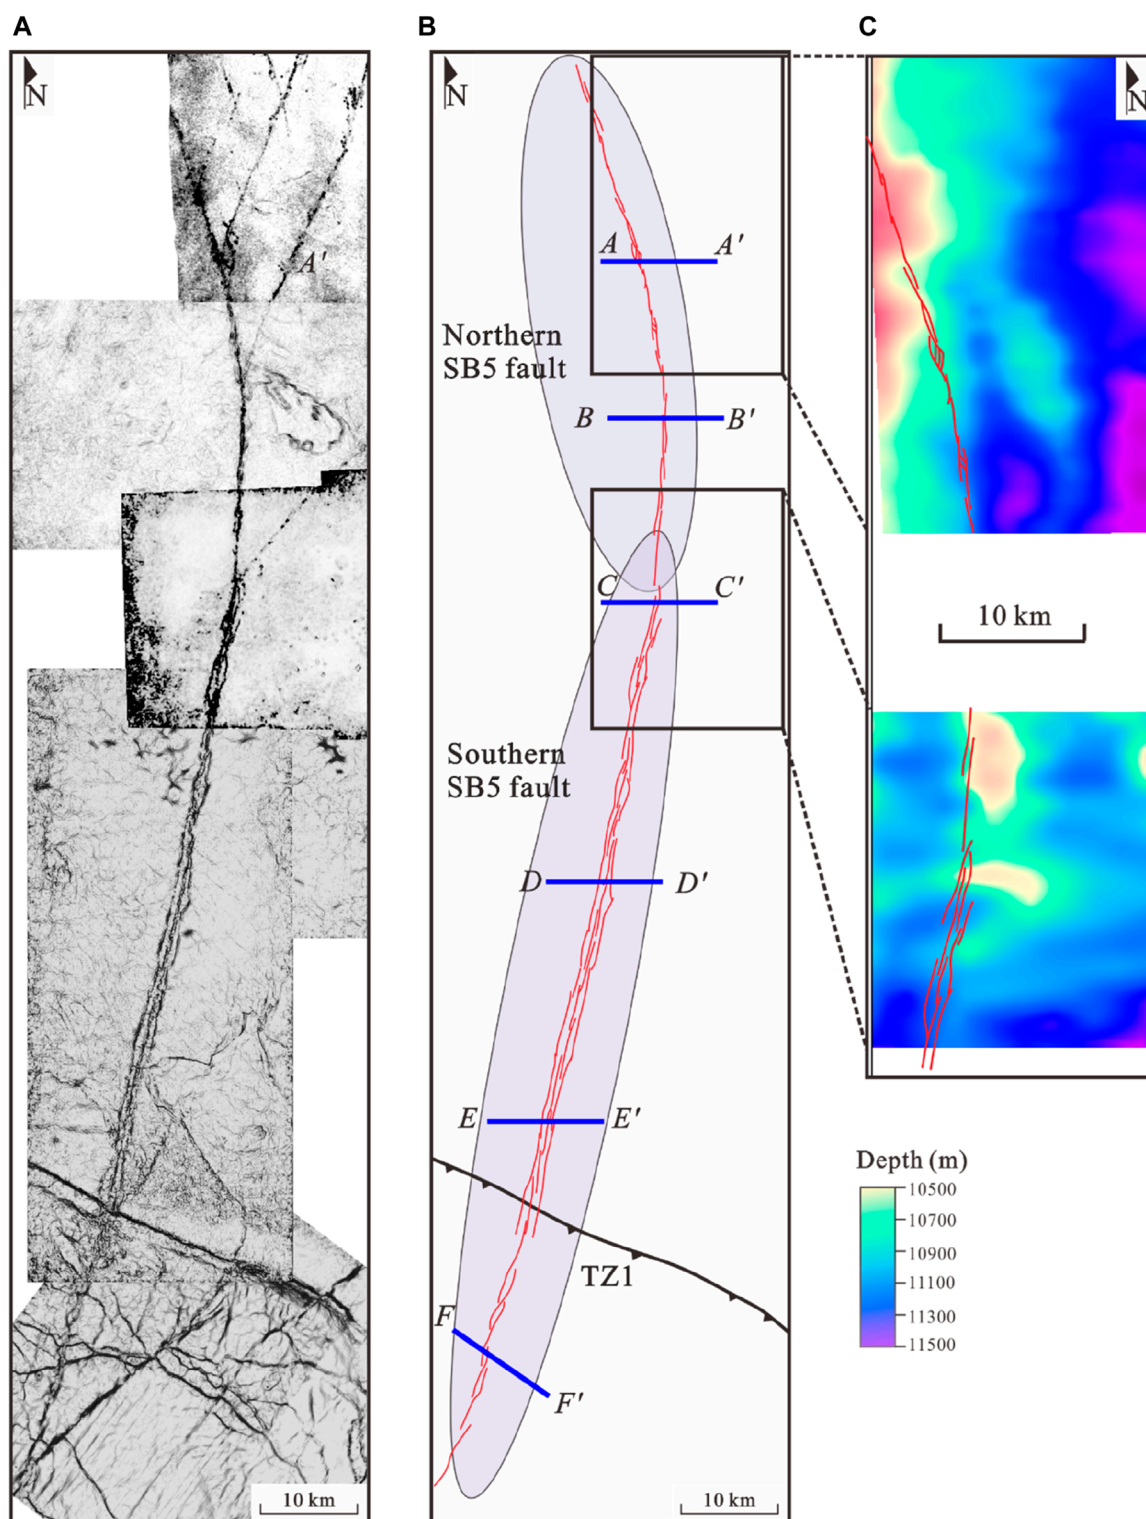 A
B
C
N
N
N
A'
A
A'
Northern
SB5 fault
B
B'
C
C'
10 km
Southern
SB5 fault
D
D'
E
E'
Depth (m)
10500
10700
10900
11100
11300
11500
TZ1
F
F'
10 km
10 km